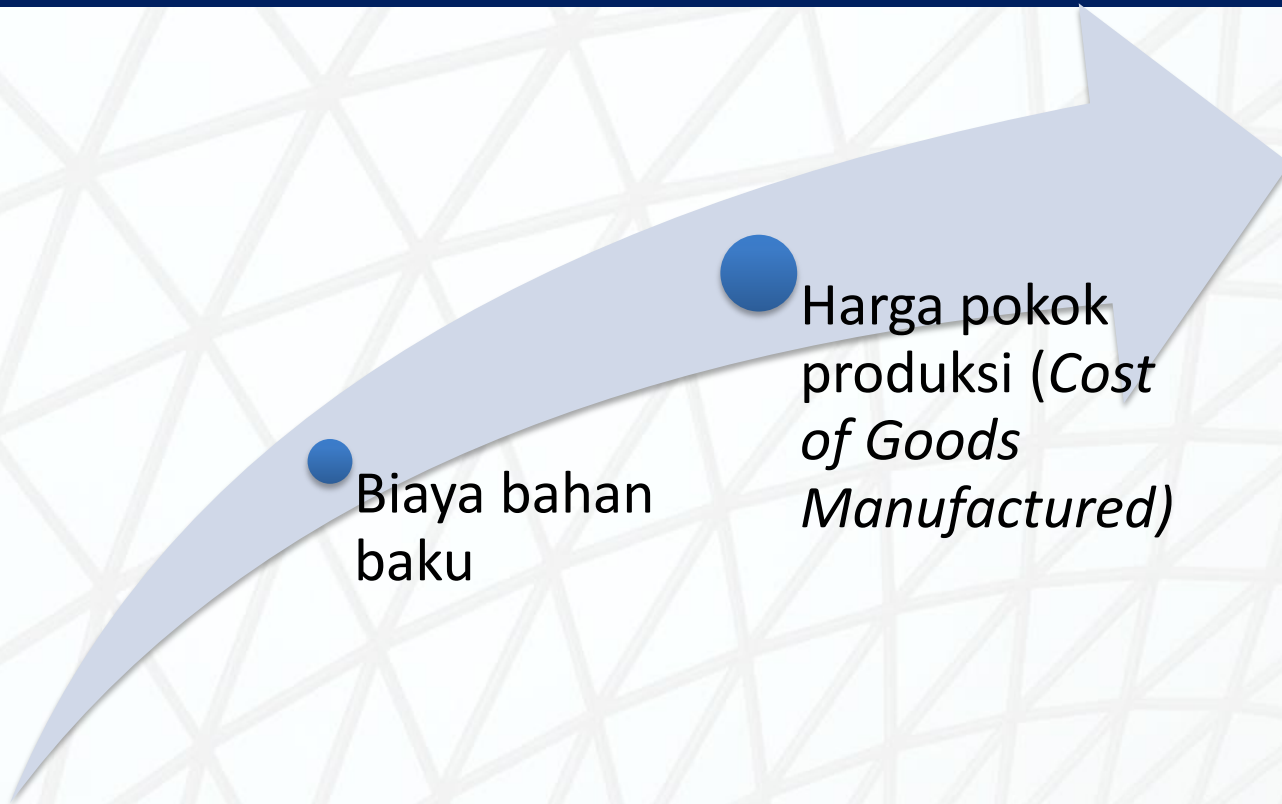 Biaya bahan
baku
Harga pokok
produksi (Cost
of Goods
Manufactured)